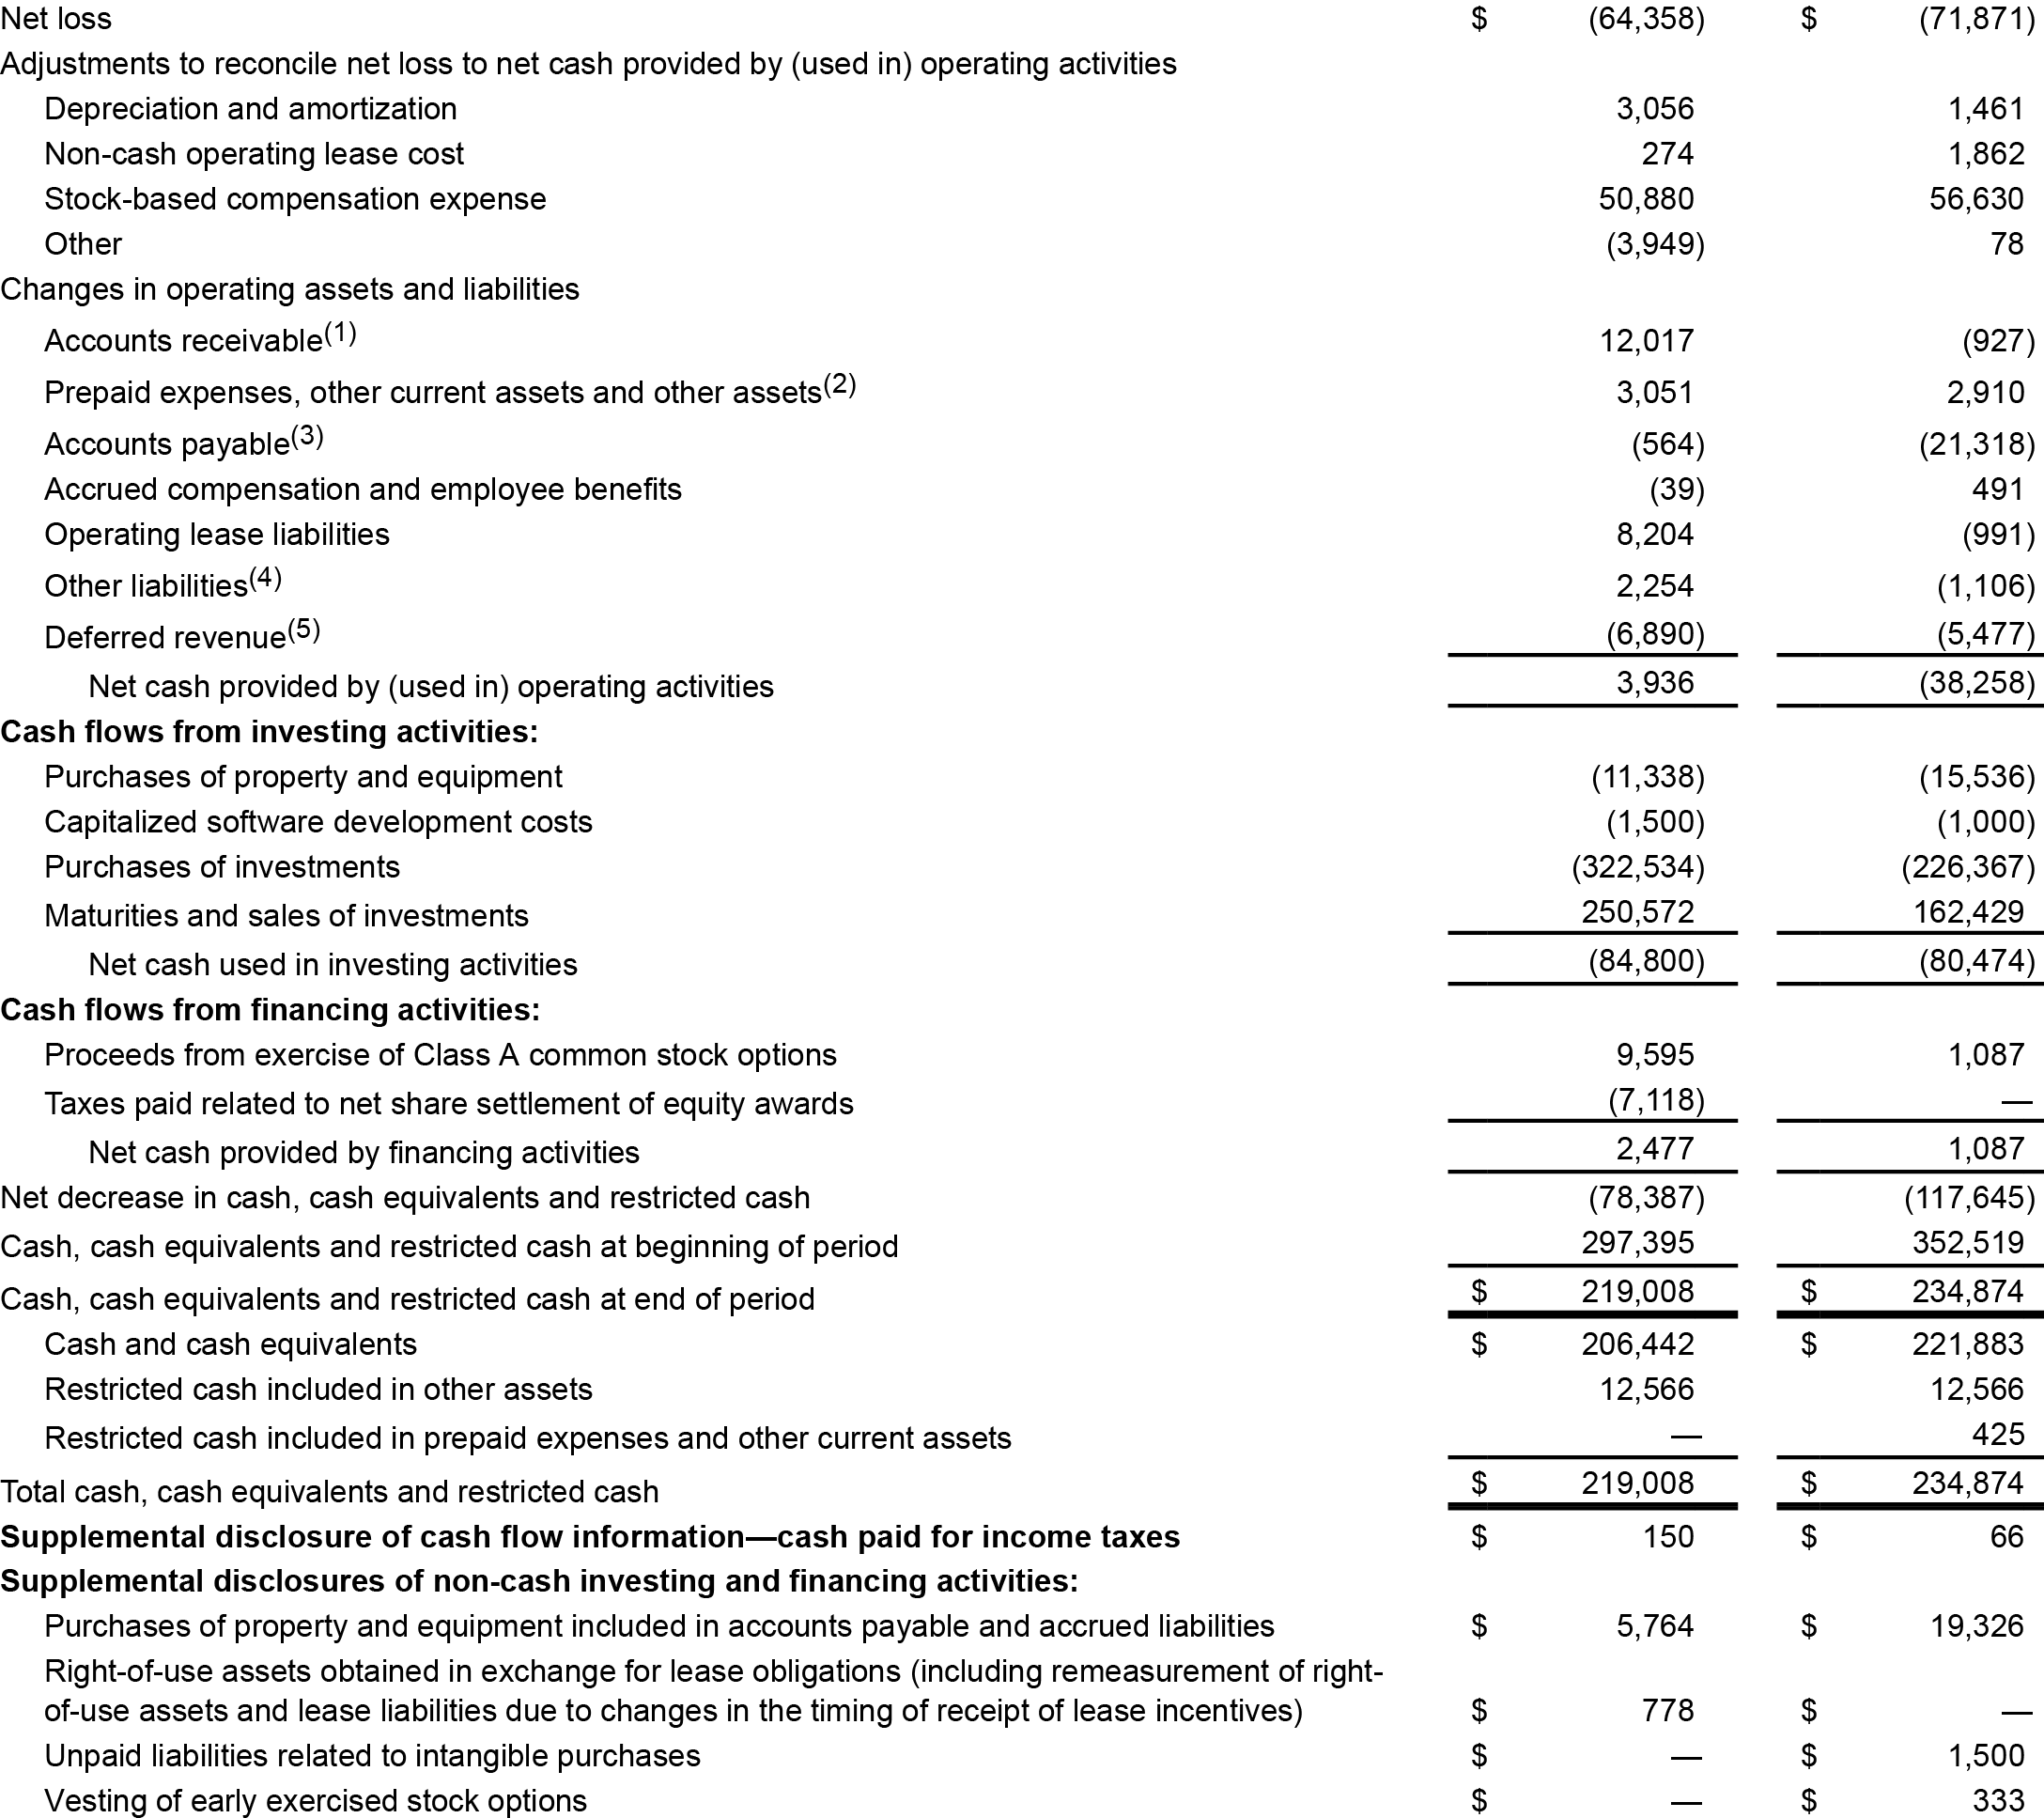 Net loss $ (64,358) $ (71,871)
Adjustments to reconcile net loss to net cash provided by (used in) operating activities
Depreciation and amortization 3,056 1,461
Non-cash operating lease cost 274 1,862
Stock-based compensation expense 50,880 56,630
Other (3,949) 78
Changes in operating assets and liabilities
Accounts receivable(1) 12,017 (927)
Prepaid expenses, other current assets and other assets(2) 3,051 2,910
Accounts payable(3) (564) (21,318)
Accrued compensation and employee benefits (39) 491
Operating lease liabilities 8,204 (991)
Other liabilities(4) 2,254 (1,106)
Deferred revenue(5) (6,890) (5,477)
Net cash provided by (used in) operating activities 3,936 (38,258)
Cash flows from investing activities:
Purchases of property and equipment (11,338) (15,536)
Capitalized software development costs (1,500) (1,000)
Purchases of investments (322,534) (226,367)
Maturities and sales of investments 250,572 162,429
Net cash used in investing activities (84,800) (80,474)
Cash flows from financing activities:
Proceeds from exercise of Class A common stock options 9,595 1,087
Taxes paid related to net share settlement of equity awards (7,118) —
Net cash provided by financing activities 2,477 1,087
Net decrease in cash, cash equivalents and restricted cash (78,387) (117,645)
Cash, cash equivalents and restricted cash at beginning of period 297,395 352,519
Cash, cash equivalents and restricted cash at end of period $ 219,008 $ 234,874
Cash and cash equivalents $ 206,442 $ 221,883
Restricted cash included in other assets 12,566 12,566
Restricted cash included in prepaid expenses and other current assets — 425
Total cash, cash equivalents and restricted cash $ 219,008 $ 234,874
Supplemental disclosure of cash flow information—cash paid for income taxes $ 150 $ 66
Supplemental disclosures of non-cash investing and financing activities:
Purchases of property and equipment included in accounts payable and accrued liabilities $ 5,764 $ 19,326
Right-of-use assets obtained in exchange for lease obligations (including remeasurement of right-
of-use assets and lease liabilities due to changes in the timing of receipt of lease incentives) $ 778 $ —
Unpaid liabilities related to intangible purchases $ — $ 1,500
Vesting of early exercised stock options $ — $ 333